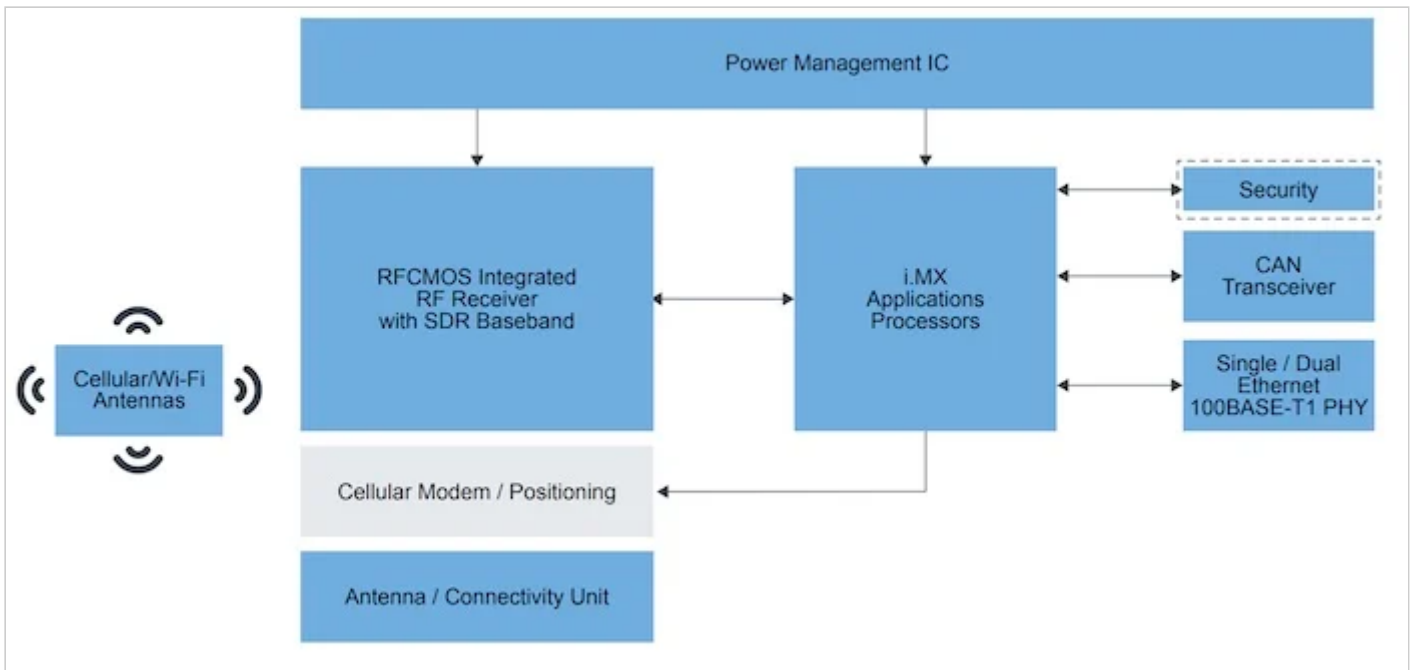 Power Management IC
RFCMOS Integrated
RF Receiver
with SDR Baseband
i.MX
Applications
Processors
Security
CAN
Transceiver
Single / Dual
Ethernet
100BASE-T1 PHY
Cellular/Wi-Fi
Antennas
Cellular Modem / Positioning
Antenna / Connectivity Unit